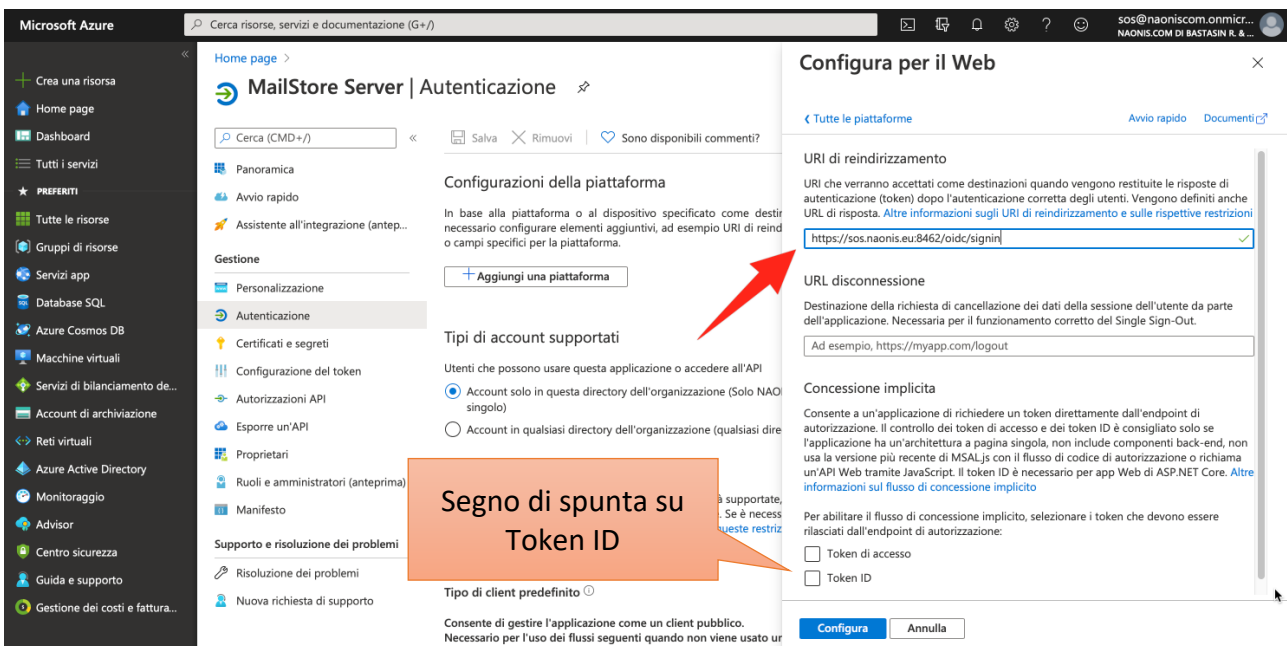 Microsoft Azure
Cerca risorse, servizi e documentazione (G+/)
sos@naoniscom.onmicr...
NAONIS.COM DI BASTASIN R. & ...
«
Crea una risorsa
Home page
Dashboard
Tutti i servizi
PREFERITI
Tutte le risorse
Gruppi di risorse
Servizi app
Database SQL
Azure Cosmos DB
Macchine virtuali
Servizi di bilanciamento de...
Account di archiviazione
Reti virtuali
Azure Active Directory
Monitoraggio
Advisor
Centro sicurezza
Guida e supporto
Gestione dei costi e fattura...
Home page >
MailStore Server | Autenticazione
Cerca (CMD+/)
«
Panoramica
Avvio rapido
Assistente all'integrazione (antep...
Gestione
Personalizzazione
Autenticazione
Certificati e segreti
Configurazione del token
Autorizzazioni API
Esporre un'API
Proprietari
Ruoli e amministratori (anteprima)
Manifesto
Supporto e risoluzione dei problemi
Risoluzione dei problemi
Nuova richiesta di supporto
Salva
Rimuovi
Sono disponibili commenti?
Configurazioni della piattaforma
In base alla piattaforma o al dispositivo specificato come destin
necessario configurare elementi aggiuntivi, ad esempio URI di reind
o campi specifici per la piattaforma.
+ Aggiungi una piattaforma
Tipi di account supportati
Utenti che possono usare questa applicazione o accedere all'API
Account solo in questa directory dell'organizzazione (Solo NAO
singolo)
Account in qualsiasi directory dell'organizzazione (qualsiasi dire
à supportate,
. Se è necess
queste restriz
Segno di spunta su
Token ID
Tipo di client predefinito
Consente di gestire l'applicazione come un client pubblico.
Necessario per l'uso dei flussi seguenti quando non viene usato ur
Configura per il Web
Tutte le piattaforme
Avvio rapido
Documenti
URI di reindirizzamento
URI che verranno accettati come destinazioni quando vengono restituite le risposte di
autenticazione (token) dopo l'autenticazione corretta degli utenti. Vengono definiti anche
URL di risposta. Altre informazioni sugli URI di reindirizzamento e sulle rispettive restrizioni
https://sos.naonis.eu:8462/oidc/signin
URL disconnessione
Destinazione della richiesta di cancellazione dei dati della sessione dell'utente da parte
dell'applicazione. Necessaria per il funzionamento corretto del Single Sign-Out.
Ad esempio, https://myapp.com/logout
Concessione implicita
Consente a un'applicazione di richiedere un token direttamente dall'endpoint di
autorizzazione. Il controllo dei token di accesso e dei token ID è consigliato solo se
l'applicazione ha un'architettura a pagina singola, non include componenti back-end, non
usa la versione più recente di MSAL.js con il flusso di codice di autorizzazione o richiama
un'API Web tramite JavaScript. Il token ID è necessario per app Web di ASP.NET Core. Altre
informazioni sul flusso di concessione implicito
Per abilitare il flusso di concessione implicito, selezionare i token che devono essere
rilasciati dall'endpoint di autorizzazione:
Token di accesso
Token ID
Configura
Annulla